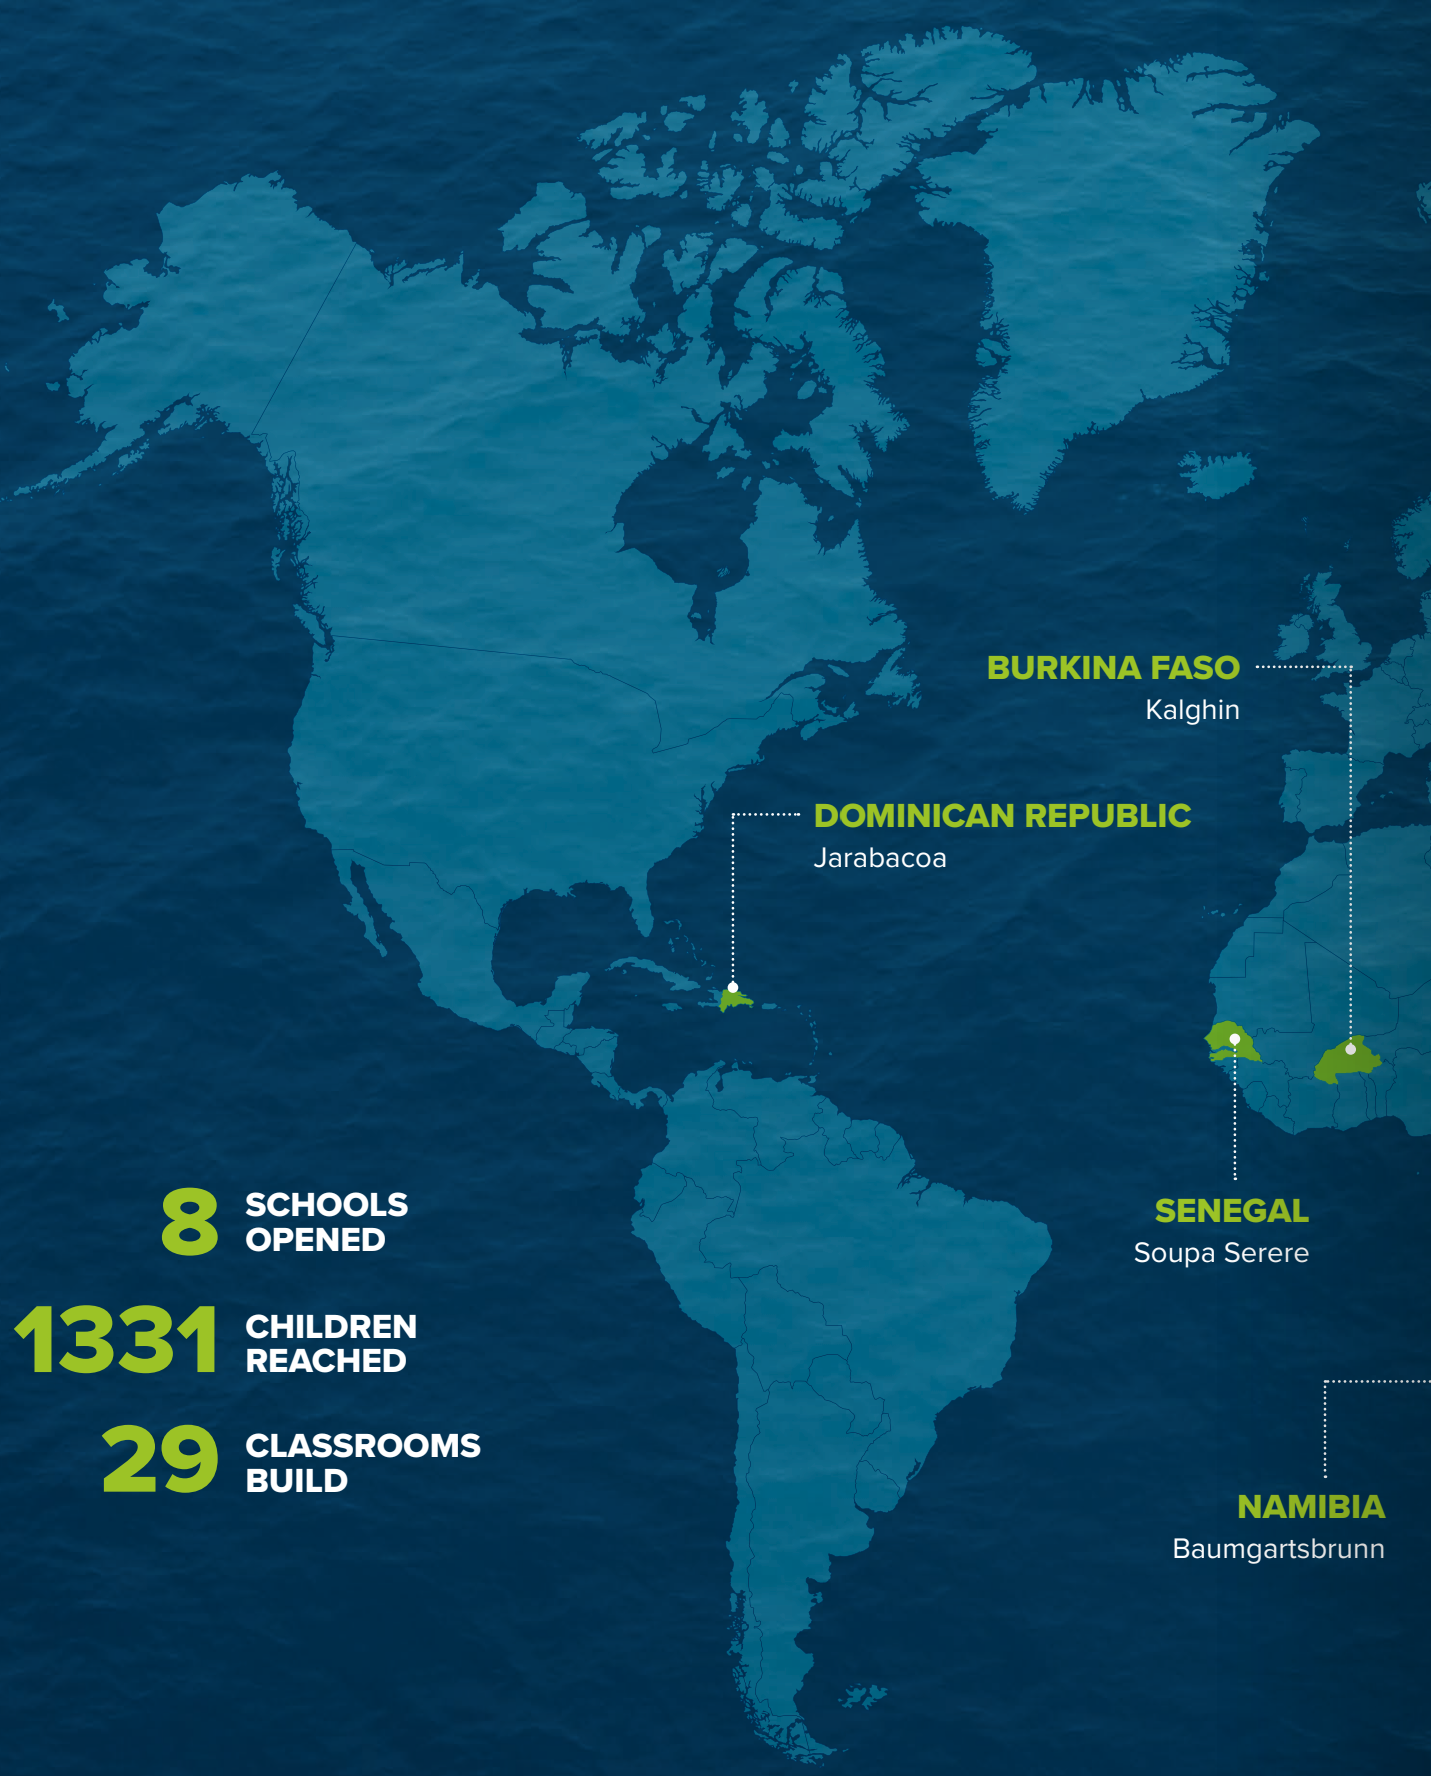 BURKINA FASO
Kalghin
DOMINICAN REPUBLIC
Jarabacoa
SENEGAL
Soupa Serere
8 SCHOOLS
OPENED
1331 CHILDREN
REACHED
29 CLASSROOMS
BUILD
NAMIBIA
Baumgartsbrunn